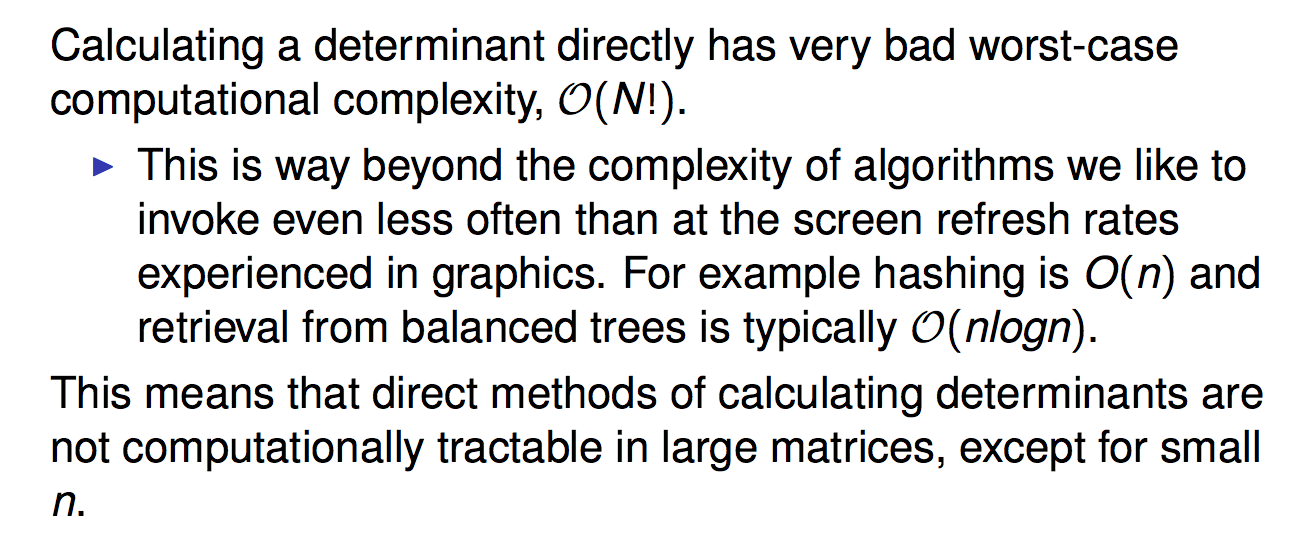 Calculating a determinant directly has very bad worst-case
computational complexity, 𝒪(N!).
▶ This is way beyond the complexity of algorithms we like to
invoke even less often than at the screen refresh rates
experienced in graphics. For example hashing is O(n) and
retrieval from balanced trees is typically 𝒪(nlogn).
This means that direct methods of calculating determinants are
not computationally tractable in large matrices, except for small
n.